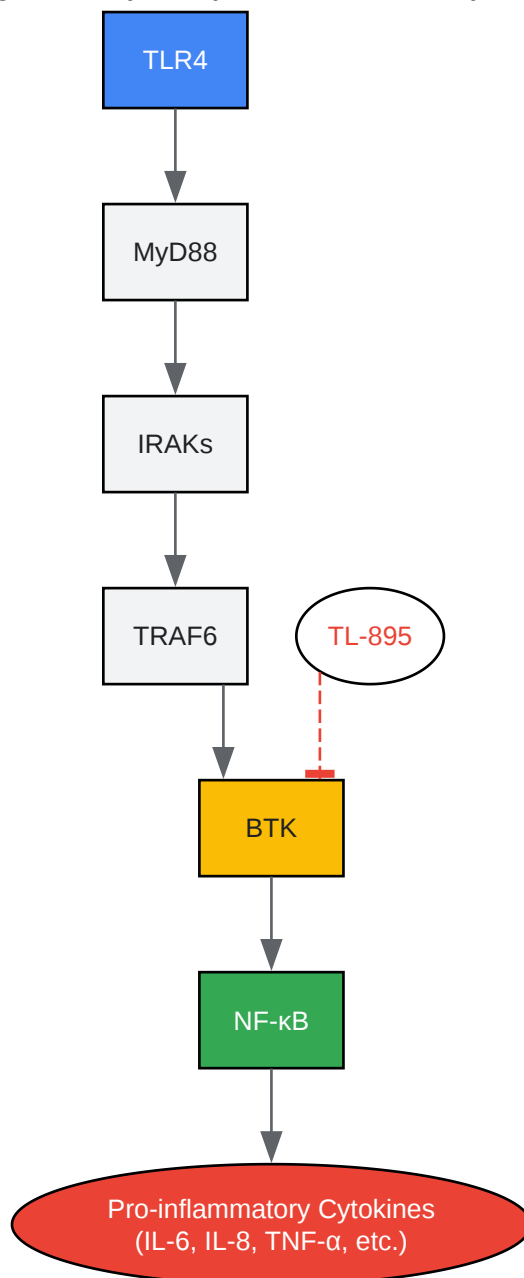 TLR4
MyD88
IRAKs
TRAF6
TL-895
BTK
NF-κB
Pro-inflammatory Cytokines
(IL-6, IL-8, TNF-α, etc.)